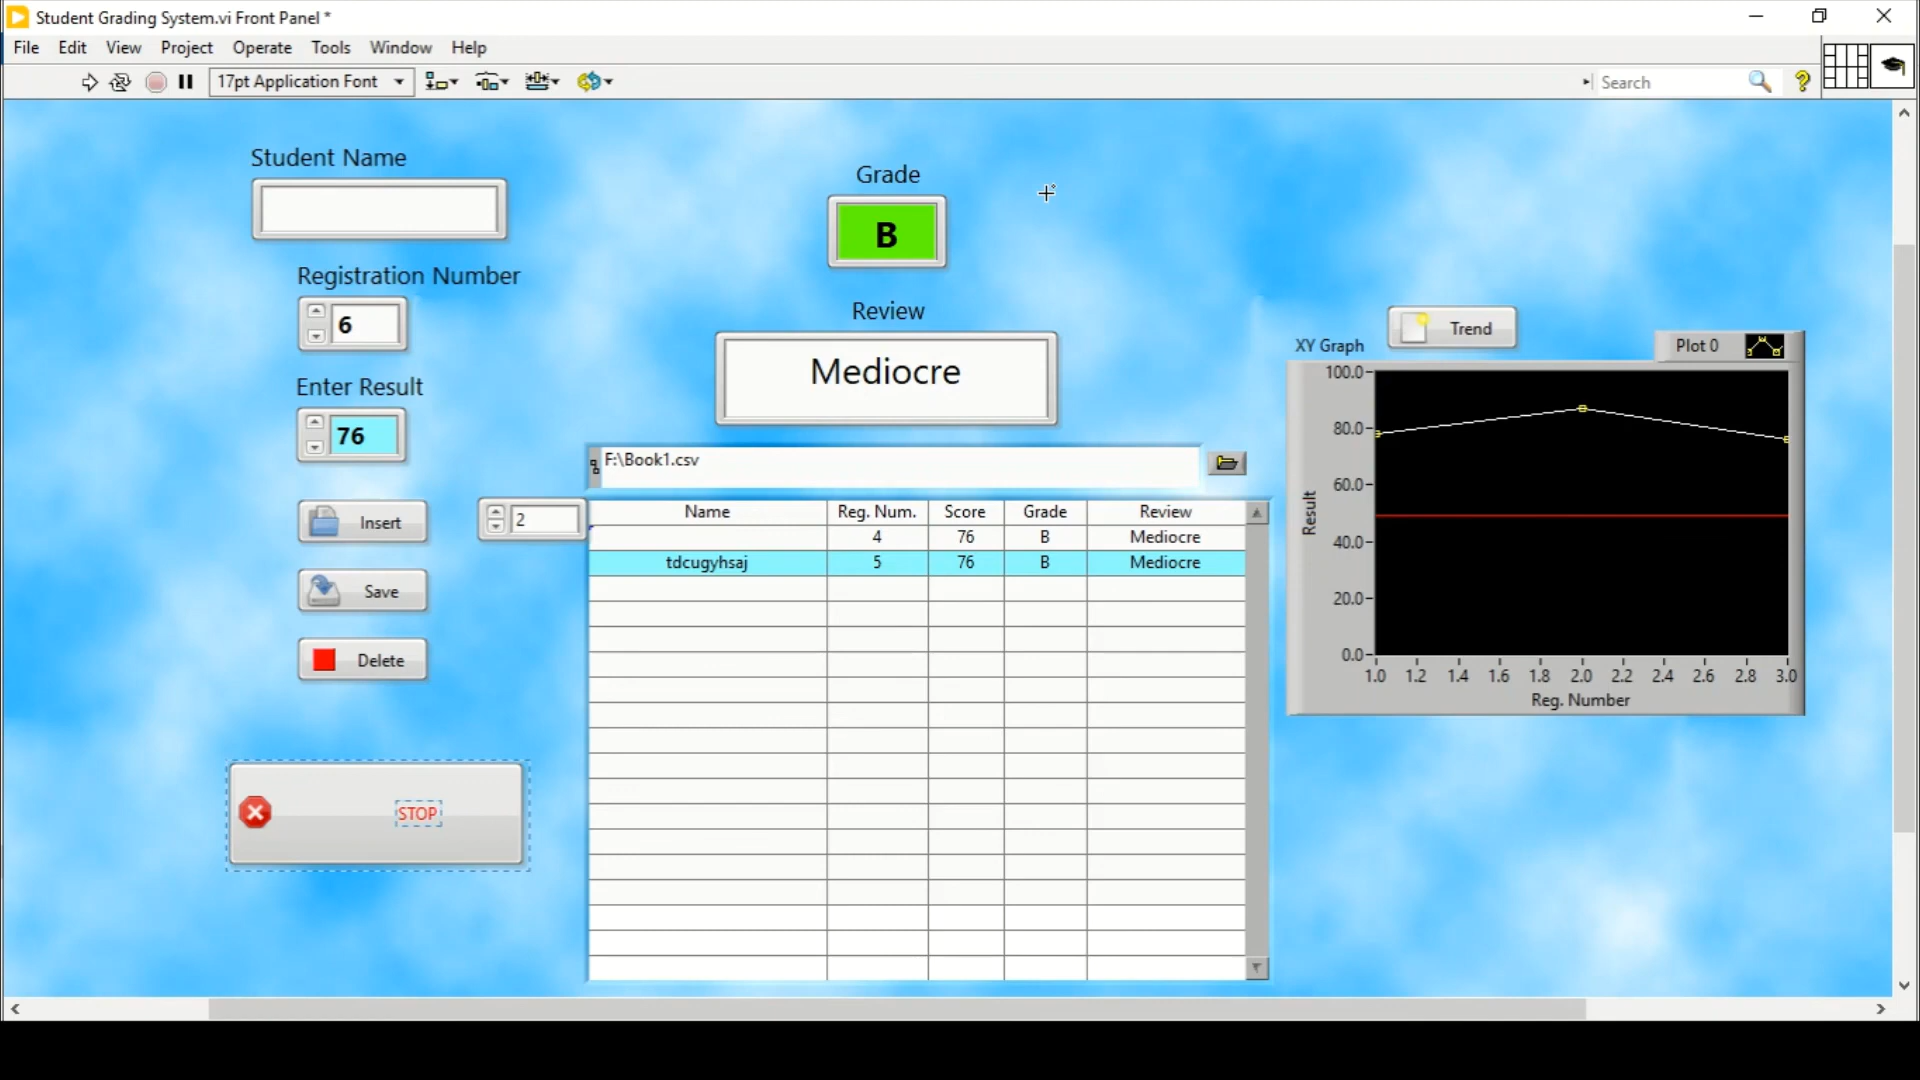 Student Grading System.vi Front Panel *
File Edit View Project Operate Tools Window Help
17pt Application Font
Search
Student Name
Grade
B
Registration Number
6
Review
Mediocre
Enter Result
76
Trend
XY Graph
Plot 0
F:\Book1.csv
Insert
2
Save
Delete
STOP
Name Reg. Num. Score Grade Review
4 76 B Mediocre
tdcugyhsaj 5 76 B Mediocre
100.0
80.0
60.0
40.0
20.0
0.0
Result
1.0 1.2 1.4 1.6 1.8 2.0 2.2 2.4 2.6 2.8 3.0
Reg. Number